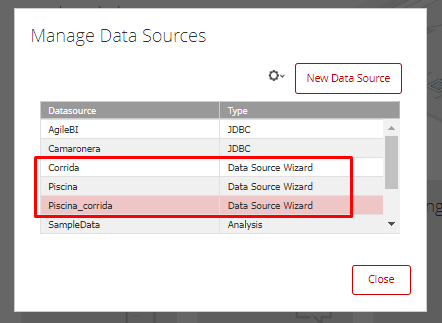 Manage Data Sources
New Data Source
Datasource Type
AgileBI JDBC
Camaronera JDBC
Corrida Data Source Wizard
Piscina Data Source Wizard
Piscina_corrida Data Source Wizard
SampleData Analysis
Close